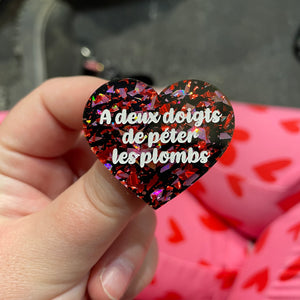 A deux doigts
de péter
les plombs